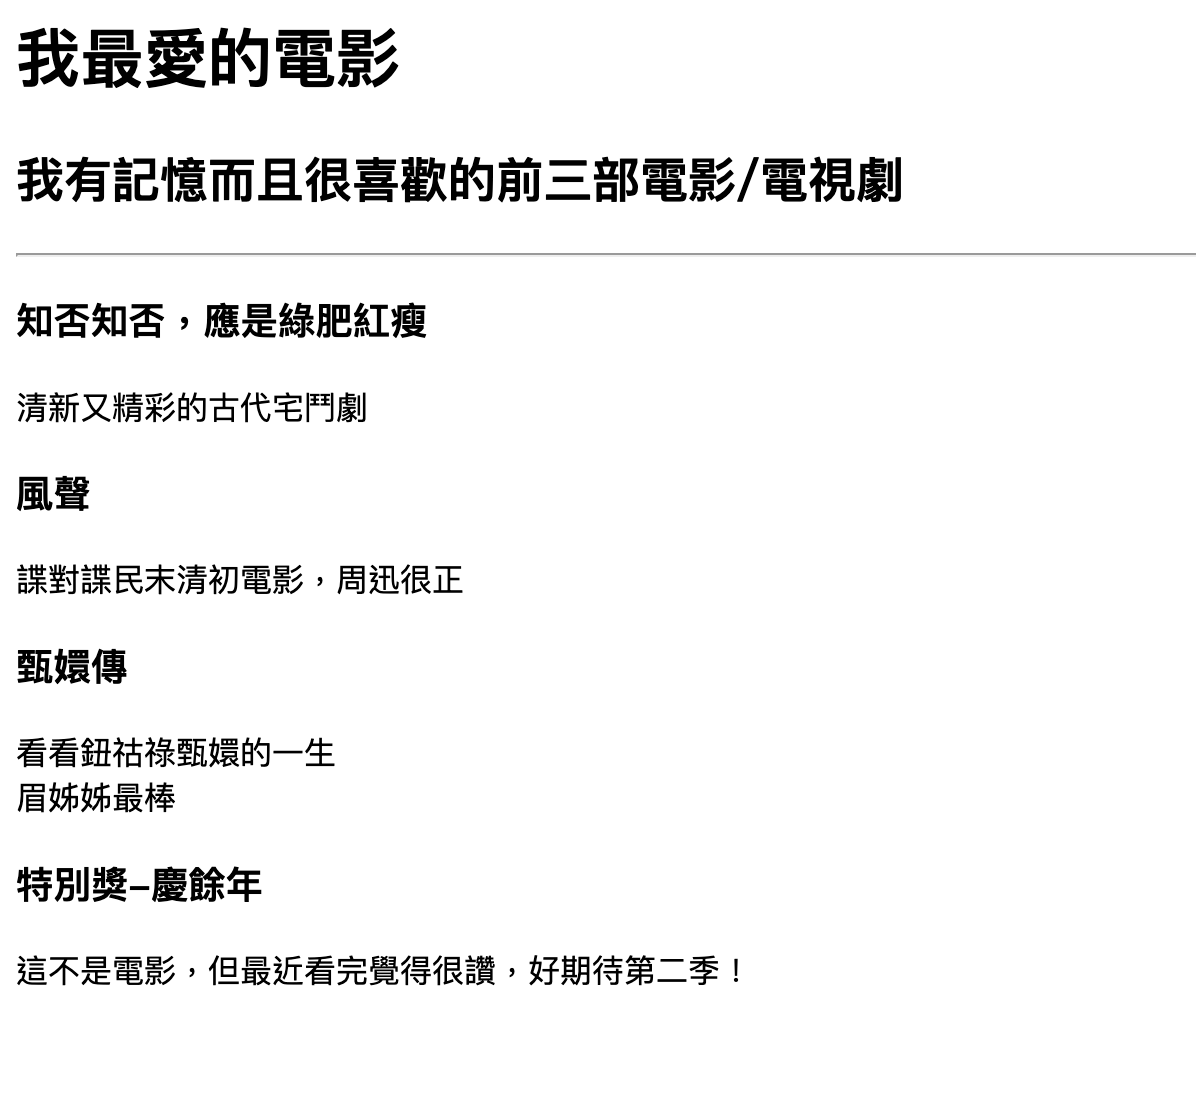 我最愛的電影
我有記憶而且很喜歡的前三部電影/電視劇
知否知否，應是綠肥紅瘦
清新又精彩的古代宅鬥劇
風聲
諜對諜民末清初電影，周迅很正
甄嬛傳
看看鈕祜祿甄嬛的一生
眉姊姊最棒
特別獎–慶餘年
這不是電影，但最近看完覺得很讚，好期待第二季！